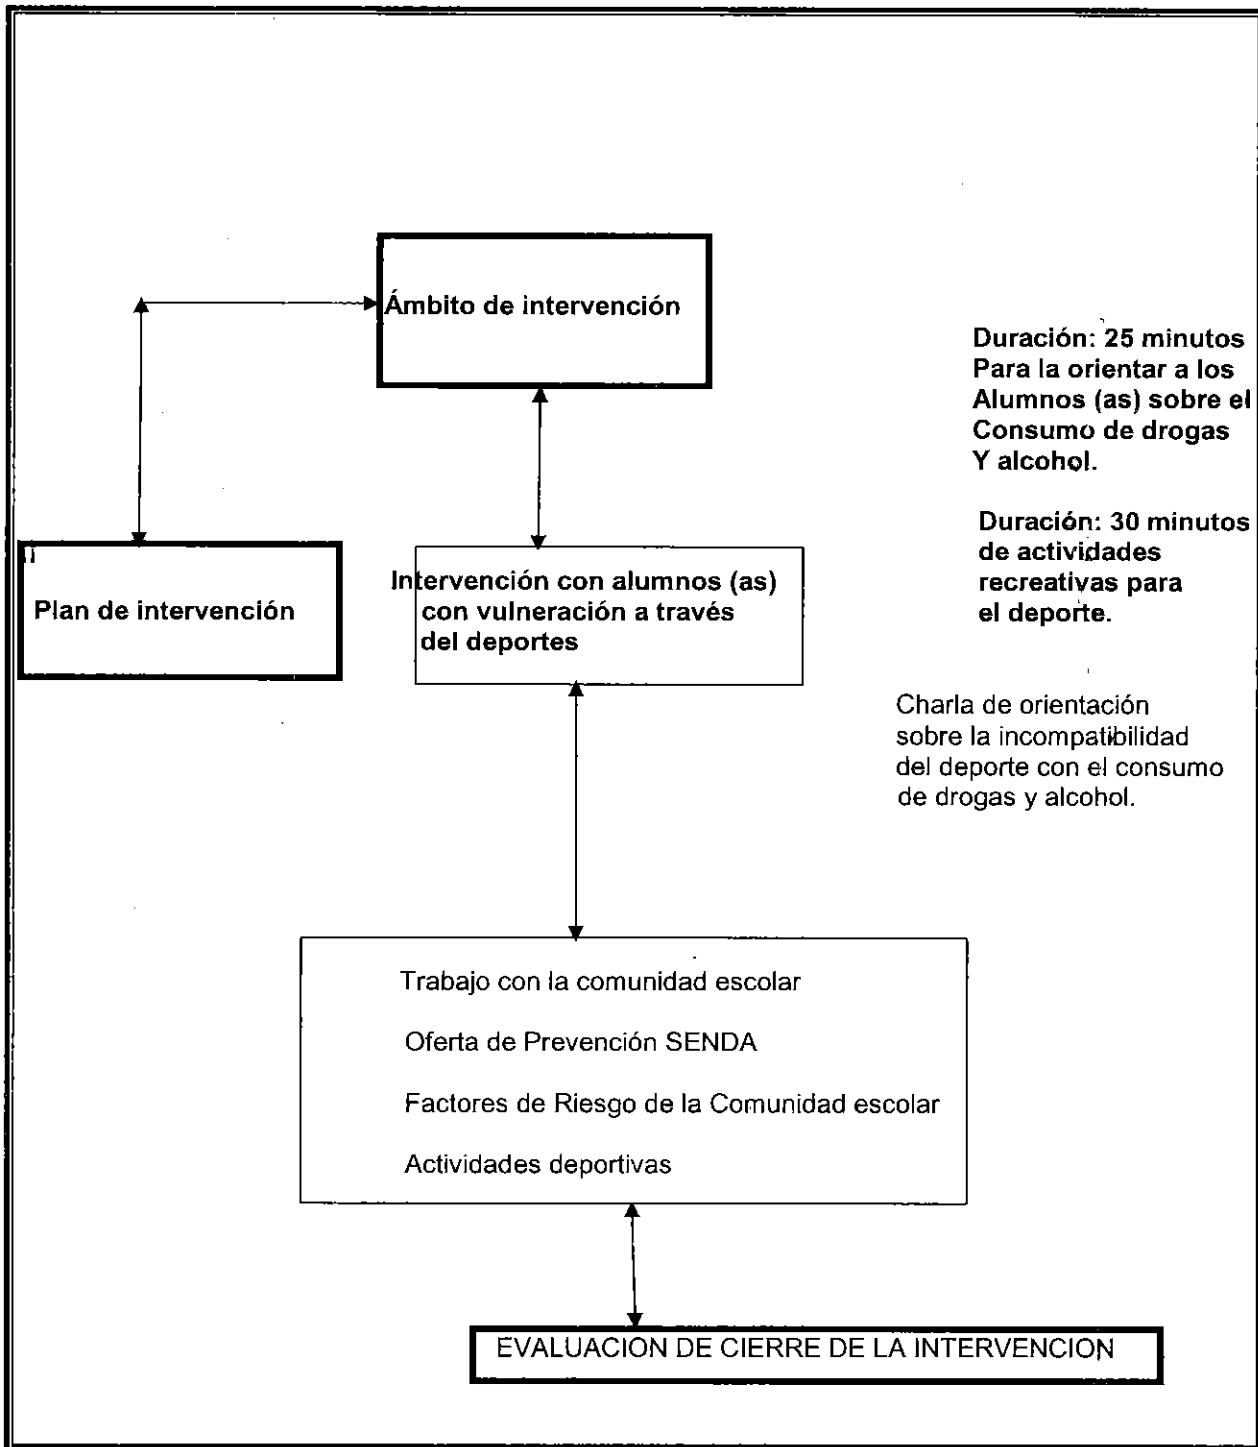 Ámbito de intervención
Duración: 25 minutos
Para la orientar a los
Alumnos (as) sobre el
Consumo de drogas
Y alcohol.
Duración: 30 minutos
de actividades
recreativas para
el deporte.
Plan de intervención
Intervención con alumnos (as)
con vulneración a través
del deportes
Charla de orientación
sobre la incompatibilidad
del deporte con el consumo
de drogas y alcohol.
Trabajo con la comunidad escolar
Oferta de Prevención SENDA
Factores de Riesgo de la Comunidad escolar
Actividades deportivas
EVALUACION DE CIERRE DE LA INTERVENCION